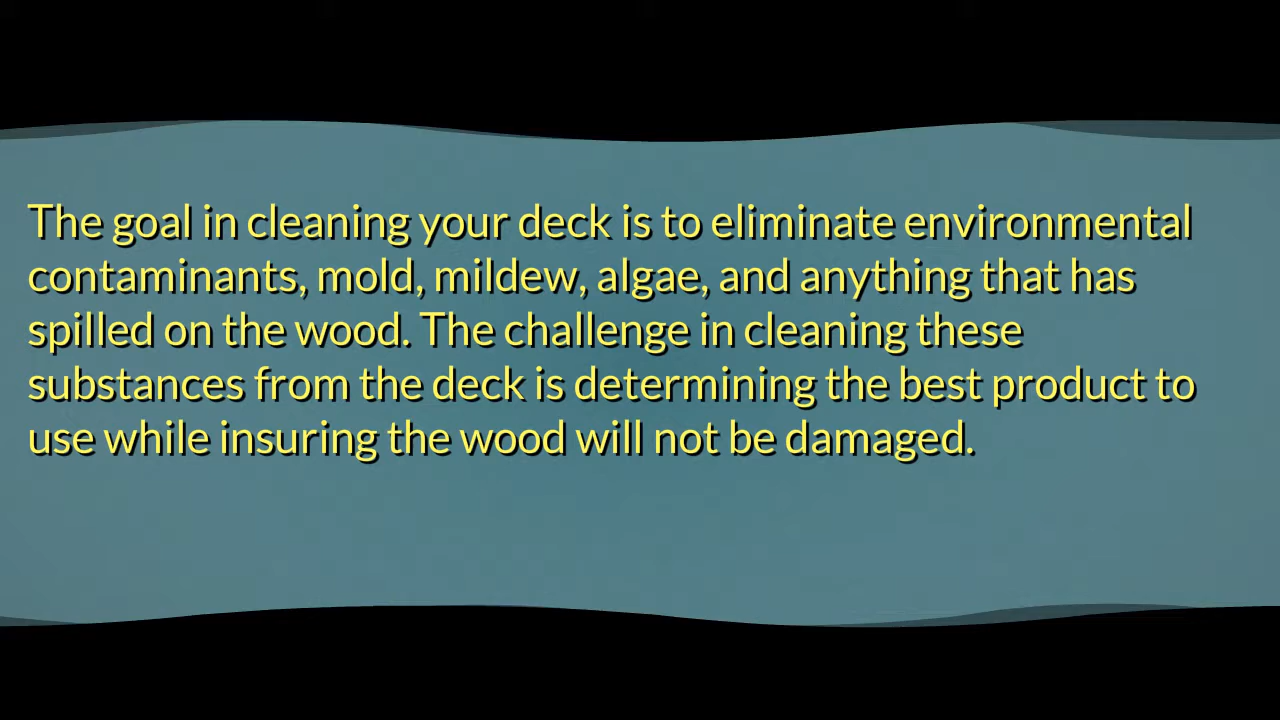 The goal in cleaning your deck is to eliminate environmental
contaminants, mold, mildew, algae, and anything that has
spilled on the wood. The challenge in cleaning these
substances from the deck is determining the best product to
use while insuring the wood will not be damaged.